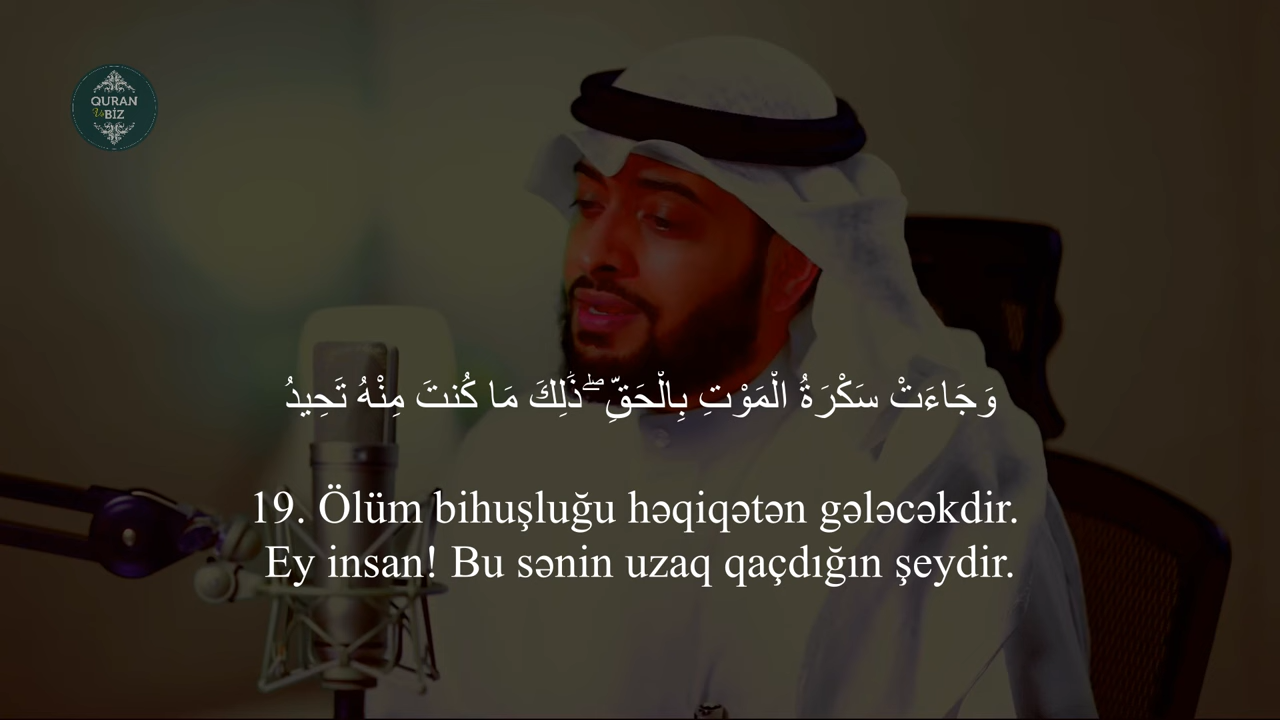 QURAN
Və BİZ
وَجَاءَتْ سَكْرَةُ الْمَوْتِ بِالْحَقِّ ۖ ذَٰلِكَ مَا كُنتَ مِنْهُ تَحِيدُ
19. Ölüm bihuşluğu həqiqətən gələcəkdir.
Ey insan! Bu sənin uzaq qaçdığın şeydir.